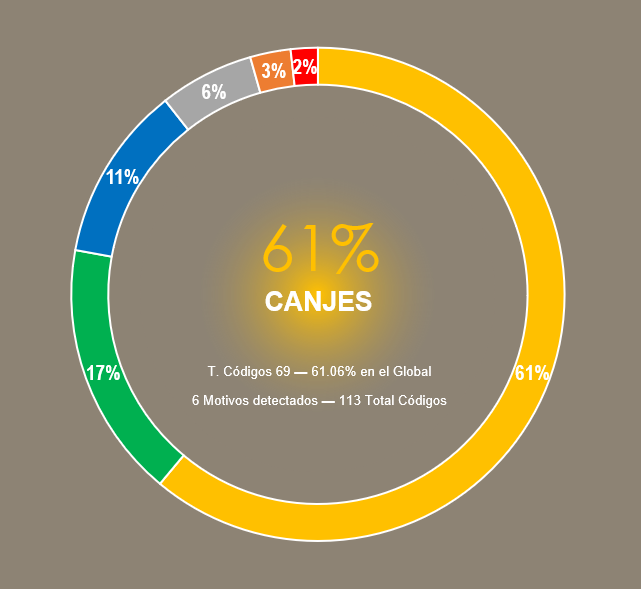 3%
2%
6%
11%
61%
CANJES
T. Códigos 69 — 61.06% en el Global
17%
61%
6 Motivos detectados — 113 Total Códigos